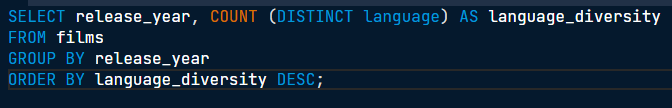 SELECT release_year, COUNT (DISTINCT language) AS language_diversity
FROM films
GROUP BY release_year
ORDER BY language_diversity DESC;